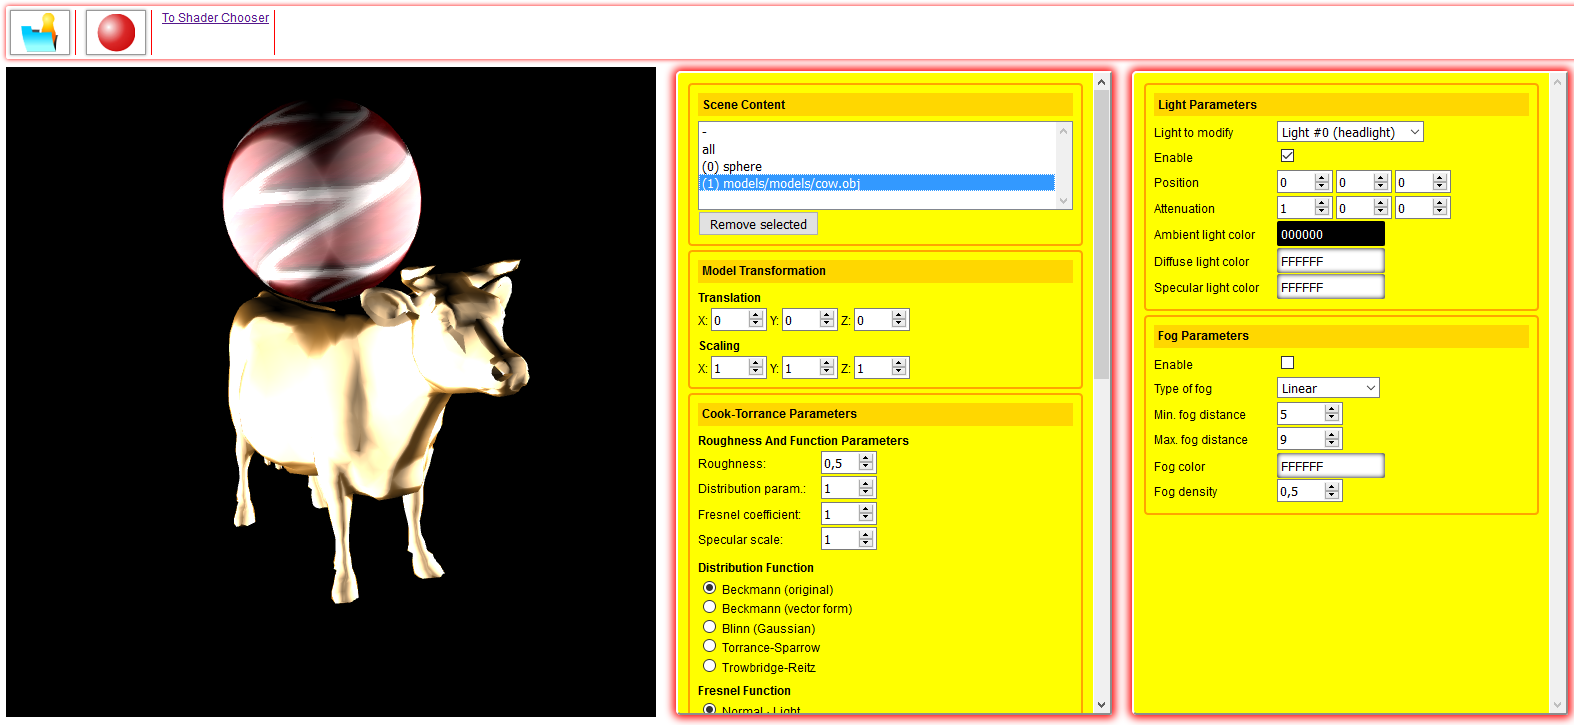 To Shader Chooser
Scene Content
-
all
(0) sphere
(1) models/models/cow.obj
Remove selected
Model Transformation
Translation
X: 0 Y: 0 Z: 0
Scaling
X: 1 Y: 1 Z: 1
Cook-Torrance Parameters
Roughness And Function Parameters
Roughness: 0,5
Distribution param.: 1
Fresnel coefficient: 1
Specular scale: 1
Distribution Function
Beckmann (original)
Beckmann (vector form)
Blinn (Gaussian)
Torrance-Sparrow
Trowbridge-Reitz
Fresnel Function
Normal · Light
Light Parameters
Light to modify Light #0 (headlight)
Enable
Position 0 0 0
Attenuation 1 0 0
Ambient light color 000000
Diffuse light color FFFFFF
Specular light color FFFFFF
Fog Parameters
Enable
Type of fog Linear
Min. fog distance 5
Max. fog distance 9
Fog color FFFFFF
Fog density 0,5